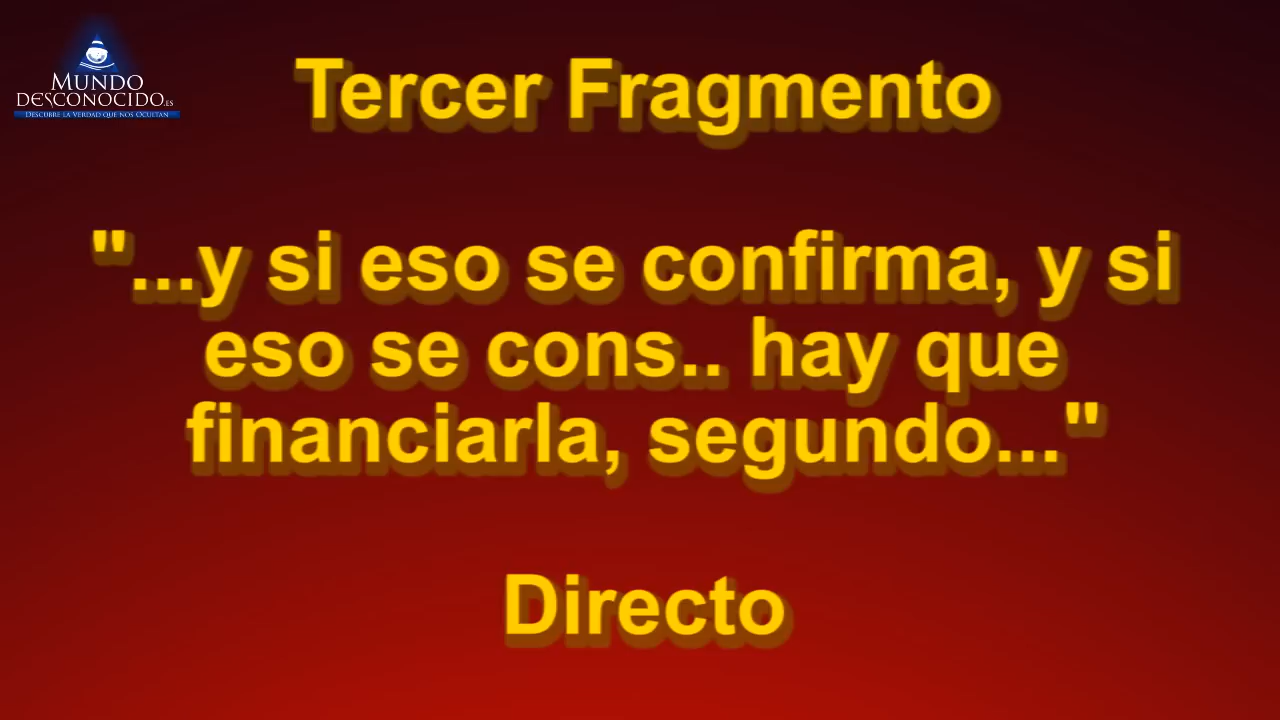 MUNDO
DESCONOCIDO.ES
DESCUBRE LA VERDAD QUE NOS OCULTAN
Tercer Fragmento
"...y si eso se confirma, y si
eso se cons.. hay que
financiarla, segundo..."
Directo